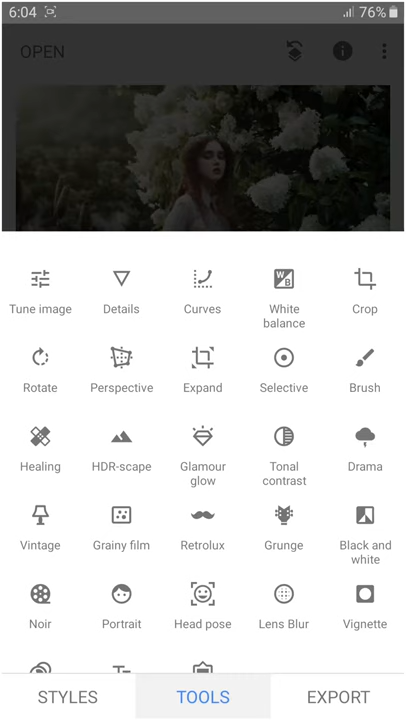 6:04 76%
OPEN
Tune image Details Curves White balance Crop
Rotate Perspective Expand Selective Brush
Healing HDR-scape Glamour glow Tonal contrast Drama
Vintage Grainy film Retrolux Grunge Black and white
Noir Portrait Head pose Lens Blur Vignette
STYLES TOOLS EXPORT